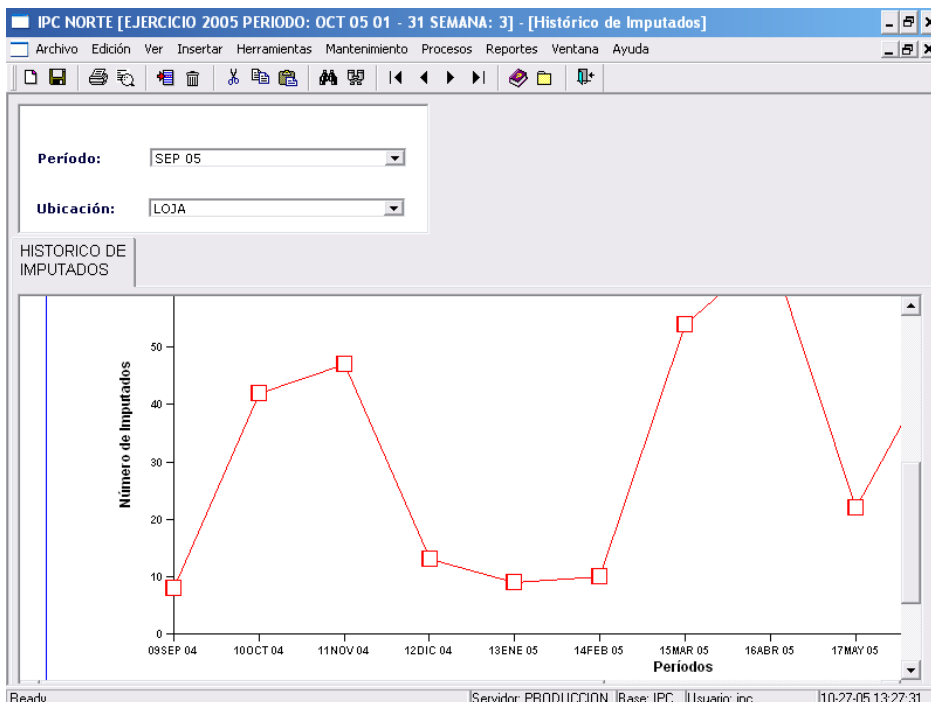 IPC NORTE [EJERCICIO 2005 PERIODO: OCT 05 01 - 31 SEMANA: 3] - [Histórico de Imputados]
Archivo Edición Ver Insertar Herramientas Mantenimiento Procesos Reportes Ventana Ayuda
Período: SEP 05
Ubicación: LOJA
HISTORICO DE
IMPUTADOS
Número de Imputados
50
40
30
20
10
0
09SEP 04 10OCT 04 11NOV 04 12DIC 04 13ENE 05 14FEB 05 15MAR 05 16ABR 05 17MAY 05
Períodos
Ready Servidor: PRODUCCION Base: IPC Usuario: ipc 10-27-05 13:27:31